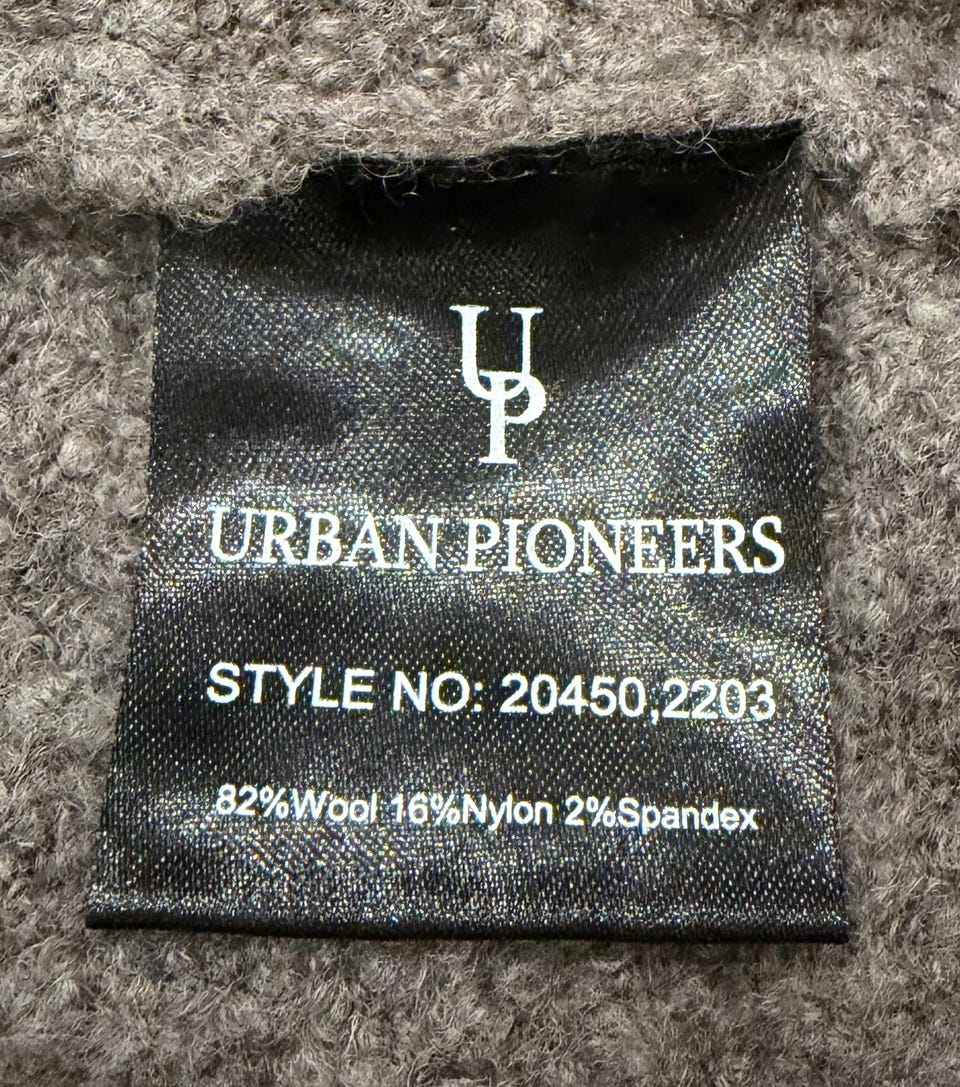 UP
URBAN PIONEERS
STYLE NO: 20450,2203
82%Wool 16%Nylon 2%Spandex